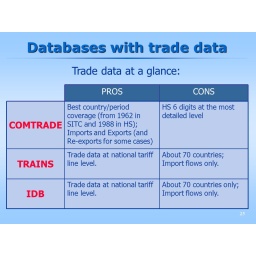 Databases with trade data
Trade data at a glance:
PROS
CONS
COMTRADE
Best country/period
coverage (from 1962 in
SITC and 1988 in HS);
Imports and Exports (and
Re-exports for some cases)
HS 6 digits at the most
detailed level
TRAINS
Trade data at national tariff
line level.
About 70 countries;
Import flows only.
IDB
Trade data at national tariff
line level.
About 70 countries only;
Import flows only.